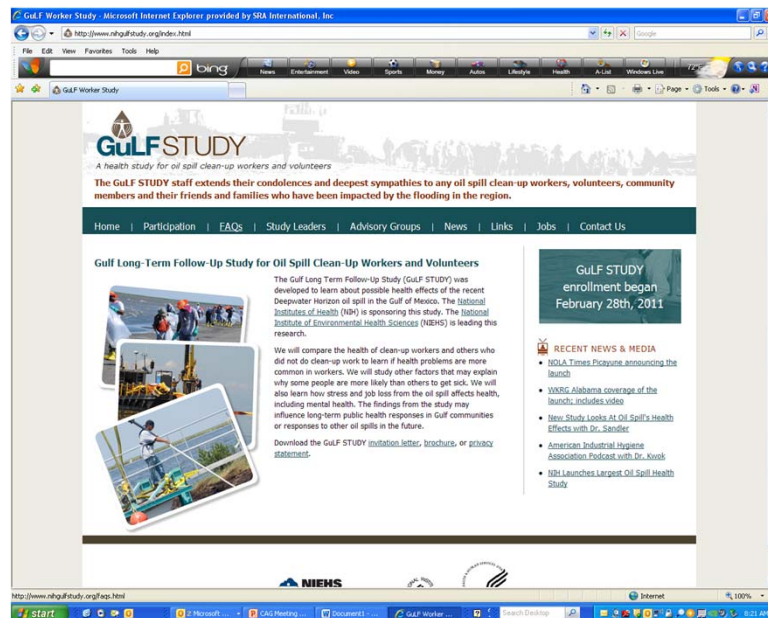 GuLF Worker Study - Microsoft Internet Explorer provided by SRA International, Inc
http://www.nihgulfstudy.org/index.html
Google
File Edit View Favorites Tools Help
bing
News Entertainment Video Sports Money Autos Lifestyle Health A-List Windows Live
GuLF Worker Study
Page Tools
GuLF STUDY
A health study for oil spill clean-up workers and volunteers
The GuLF STUDY staff extends their condolences and deepest sympathies to any oil spill clean-up workers, volunteers, community
members and their friends and families who have been impacted by the flooding in the region.
Home | Participation | FAQs | Study Leaders | Advisory Groups | News | Links | Jobs | Contact Us
Gulf Long-Term Follow-Up Study for Oil Spill Clean-Up Workers and Volunteers
The Gulf Long Term Follow-Up Study (GuLF STUDY) was
developed to learn about possible health effects of the recent
Deepwater Horizon oil spill in the Gulf of Mexico. The National
Institutes of Health (NIH) is sponsoring this study. The National
Institute of Environmental Health Sciences (NIEHS) is leading this
research.
We will compare the health of clean-up workers and others who
did not do clean-up work to learn if health problems are more
common in workers. We will study other factors that may explain
why some people are more likely than others to get sick. We will
also learn how stress and job loss from the oil spill affects health,
including mental health. The findings from the study may
influence long-term public health responses in Gulf communities
or responses to other oil spills in the future.
Download the GuLF STUDY invitation letter, brochure, or privacy
statement.
GuLF STUDY
enrollment began
February 28th, 2011
RECENT NEWS & MEDIA
NOLA Times Picayune announcing the
launch
WKRG Alabama coverage of the
launch; includes video
New Study Looks At Oil Spill's Health
Effects with Dr. Sandler
American Industrial Hygiene
Association Podcast with Dr. Kwok
NIH Launches Largest Oil Spill Health
Study
NIEHS
http://www.nihgulfstudy.org/faqs.html
Internet
100%
start
2 Microsoft ...
CAG Meeting ...
Document1 - ...
GuLF Worker ...
Search Desktop
8:21 AM